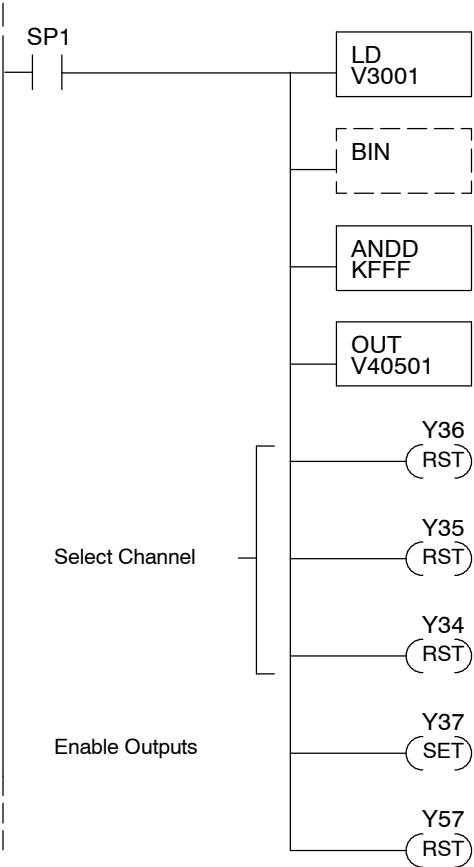 SP1
LD
V3001
BIN
ANDD
KFFF
OUT
V40501
Y36
RST
Y35
RST
Select Channel
Y34
RST
Y37
Enable Outputs
SET
Y57
RST